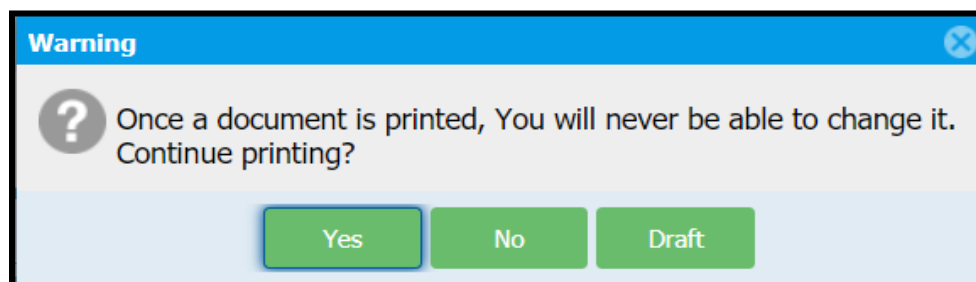 Warning
Once a document is printed, You will never be able to change it.
Continue printing?
Yes No Draft